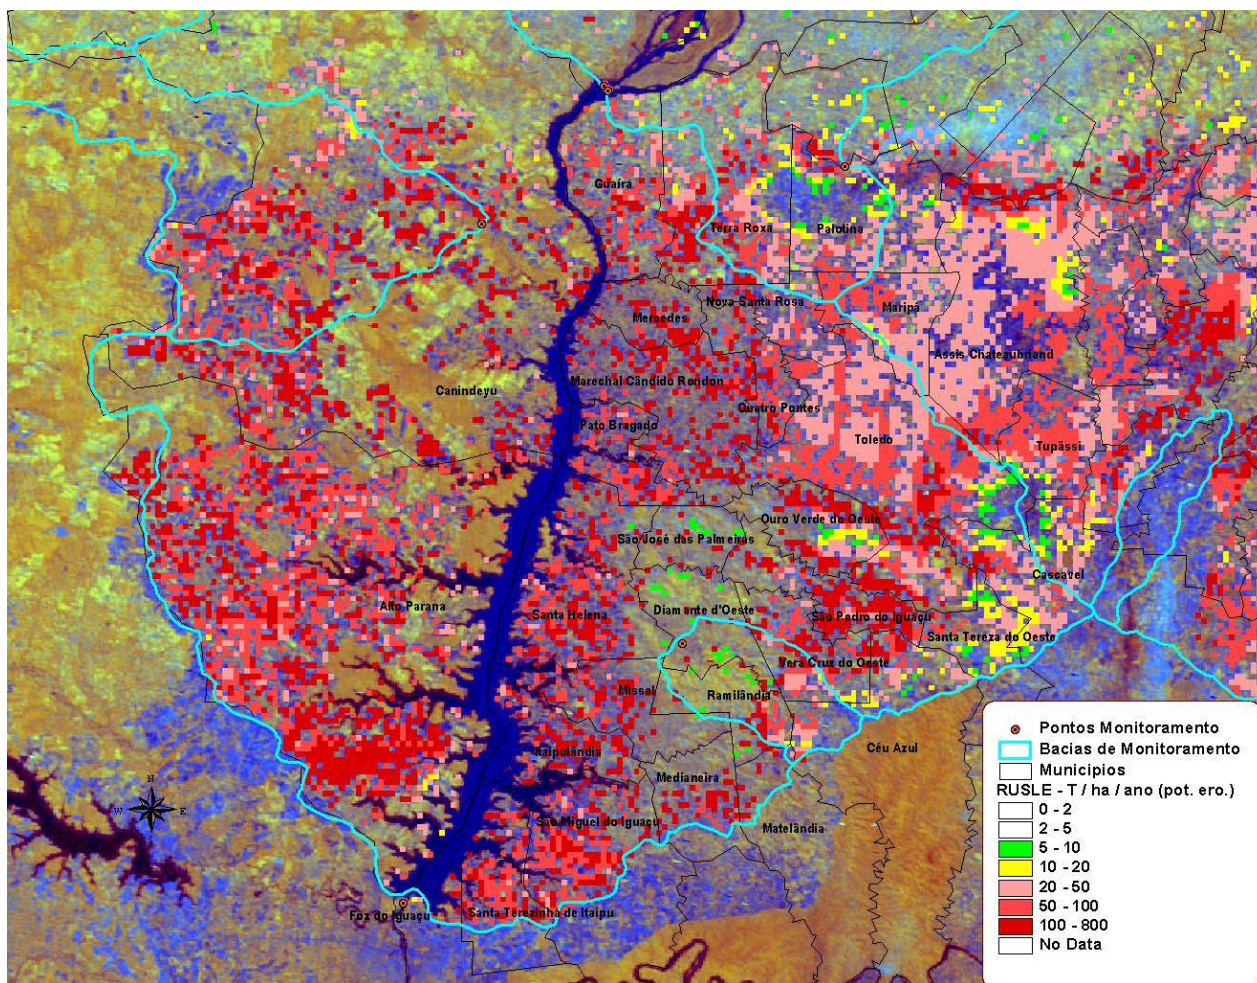 Guaíra
Terra Roxa
Palotina
Nova Santa Rosa
Maripá
Mercedes
Assis Chateaubriand
Marechal Cândido Rondon
Canindeyu
Quatro Pontes
Pato Bragado
Toledo
Tupãssi
Ouro Verde do Oeste
São José das Palmeiras
Cascavel
Alto Parana
Diamante d'Oeste
Santa Helena
São Pedro do Iguaçu
Santa Tereza do Oeste
Vera Cruz do Oeste
Missal
Ramilândia
Céu Azul
Itaipulândia
Medianeira
N
W E
S
São Miguel do Iguaçu
Matelândia
Foz do Iguaçu
Santa Terezinha de Itaipu
Pontos Monitoramento
Bacias de Monitoramento
Municipios
RUSLE - T / ha / ano (pot. ero.)
0 - 2
2 - 5
5 - 10
10 - 20
20 - 50
50 - 100
100 - 800
No Data